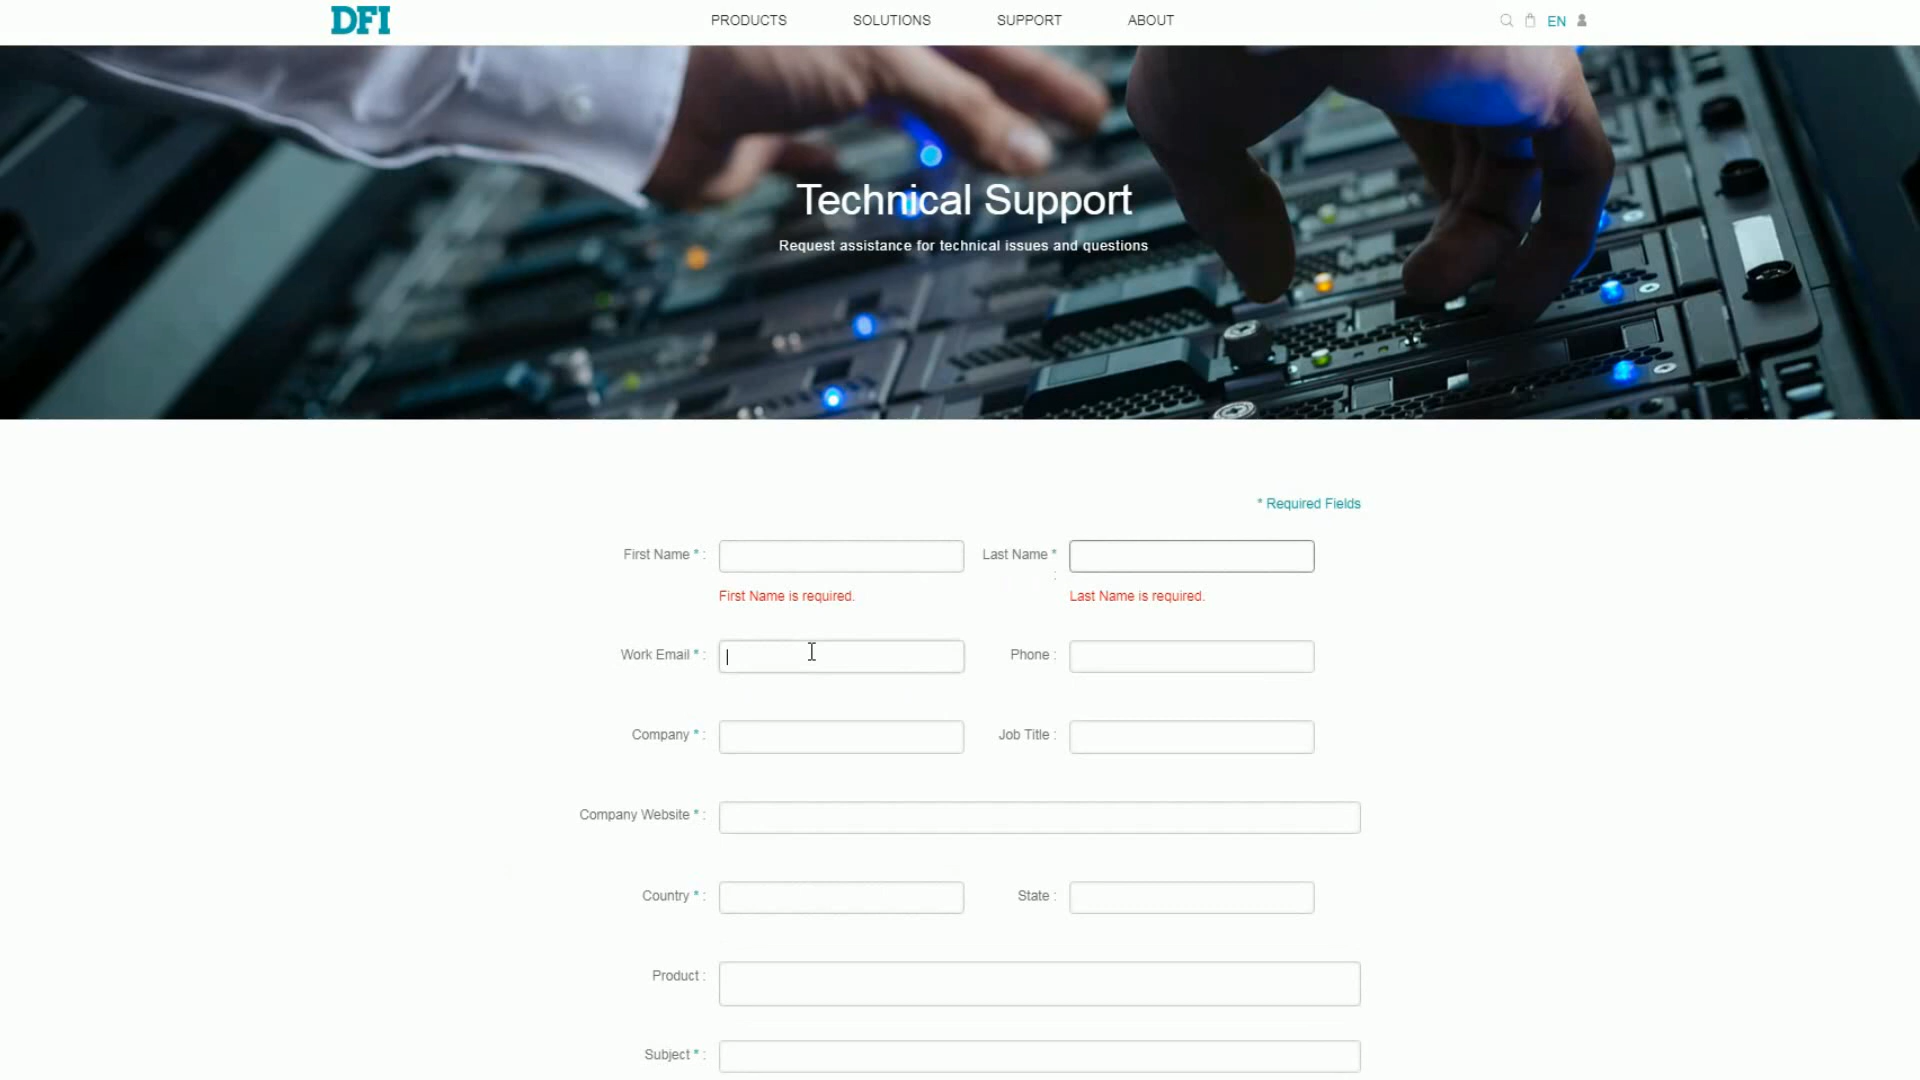 DFI
PRODUCTS SOLUTIONS SUPPORT ABOUT EN
Technical Support
Request assistance for technical issues and questions
* Required Fields
First Name * : Last Name * :
First Name is required. Last Name is required.
Work Email * : Phone :
Company * : Job Title :
Company Website * :
Country * : State :
Product :
Subject * :